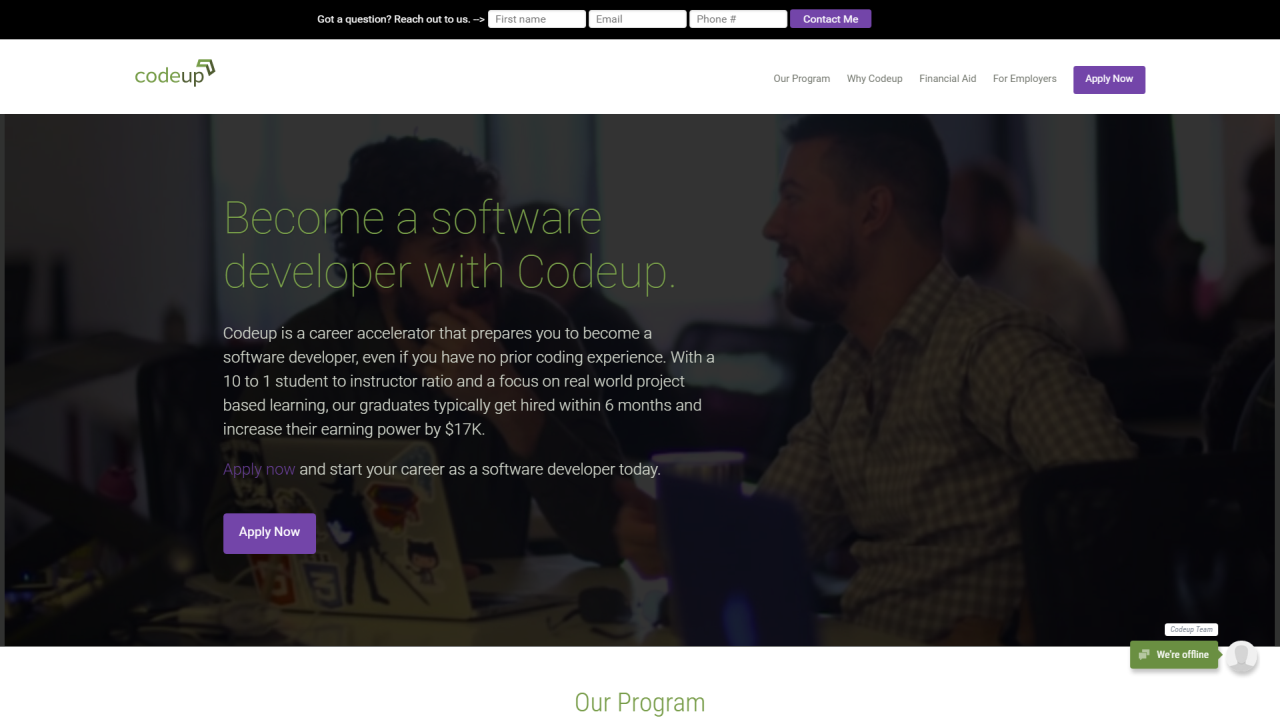 Got a question? Reach out to us. --> First name Email Phone # Contact Me
codeup
Our Program Why Codeup Financial Aid For Employers Apply Now
Become a software
developer with Codeup.
Codeup is a career accelerator that prepares you to become a
software developer, even if you have no prior coding experience. With a
10 to 1 student to instructor ratio and a focus on real world project
based learning, our graduates typically get hired within 6 months and
increase their earning power by $17K.
Apply now and start your career as a software developer today.
Apply Now
Codeup Team
We're offline
Our Program